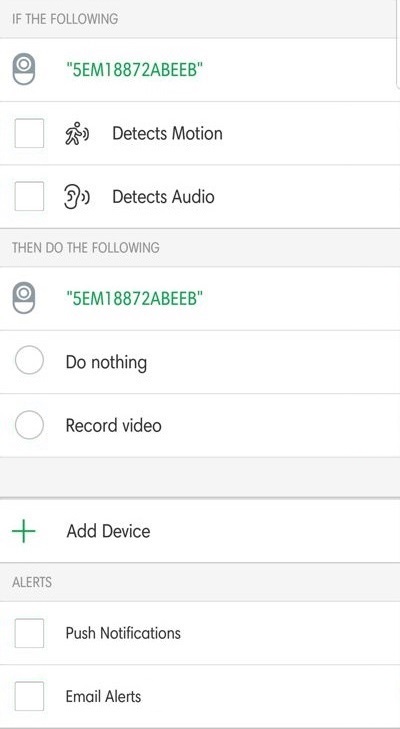 IF THE FOLLOWING
"5EM18872ABEEB"
Detects Motion
Detects Audio
THEN DO THE FOLLOWING
"5EM18872ABEEB"
Do nothing
Record video
Add Device
ALERTS
Push Notifications
Email Alerts